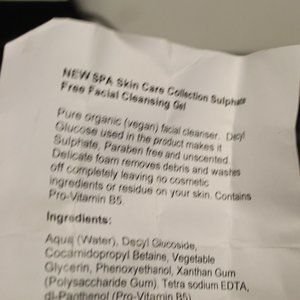 NEW SPA Skin Care Collection Sulphate
Free Facial Cleansing Gel
Pure organic (vegan) facial cleanser. Decyl
Glucose used in the product makes it
Sulphate, Paraben free and unscented.
Delicate foam removes debris and washes
off completely leaving no cosmetic
ingredients or residue on your skin. Contains
Pro-Vitamin B5.
Ingredients:
Aqua (Water), Decyl Glucoside,
Cocamidopropyl Betaine, Vegetable
Glycerin, Phenoxyethanol, Xanthan Gum
(Polysaccharide Gum), Tetra sodium EDTA,
dl-Panthenol (Pro-Vitamin B5)